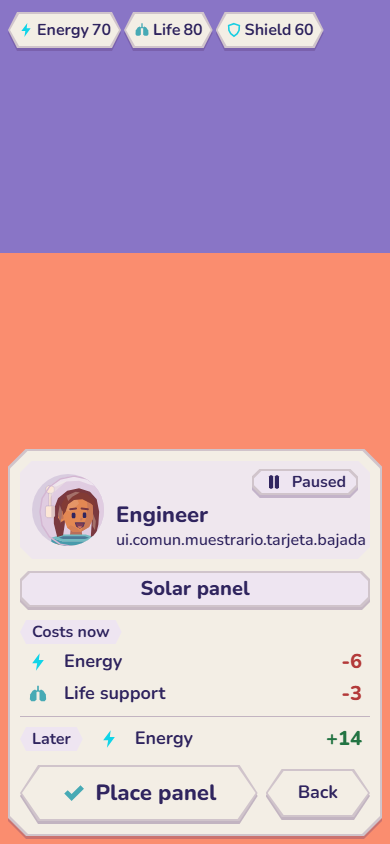 Energy 70 Life 80 Shield 60
Paused
Engineer
ui.comun.muestrario.tarjeta.bajada
Solar panel
Costs now
Energy -6
Life support -3
Later Energy +14
Place panel Back